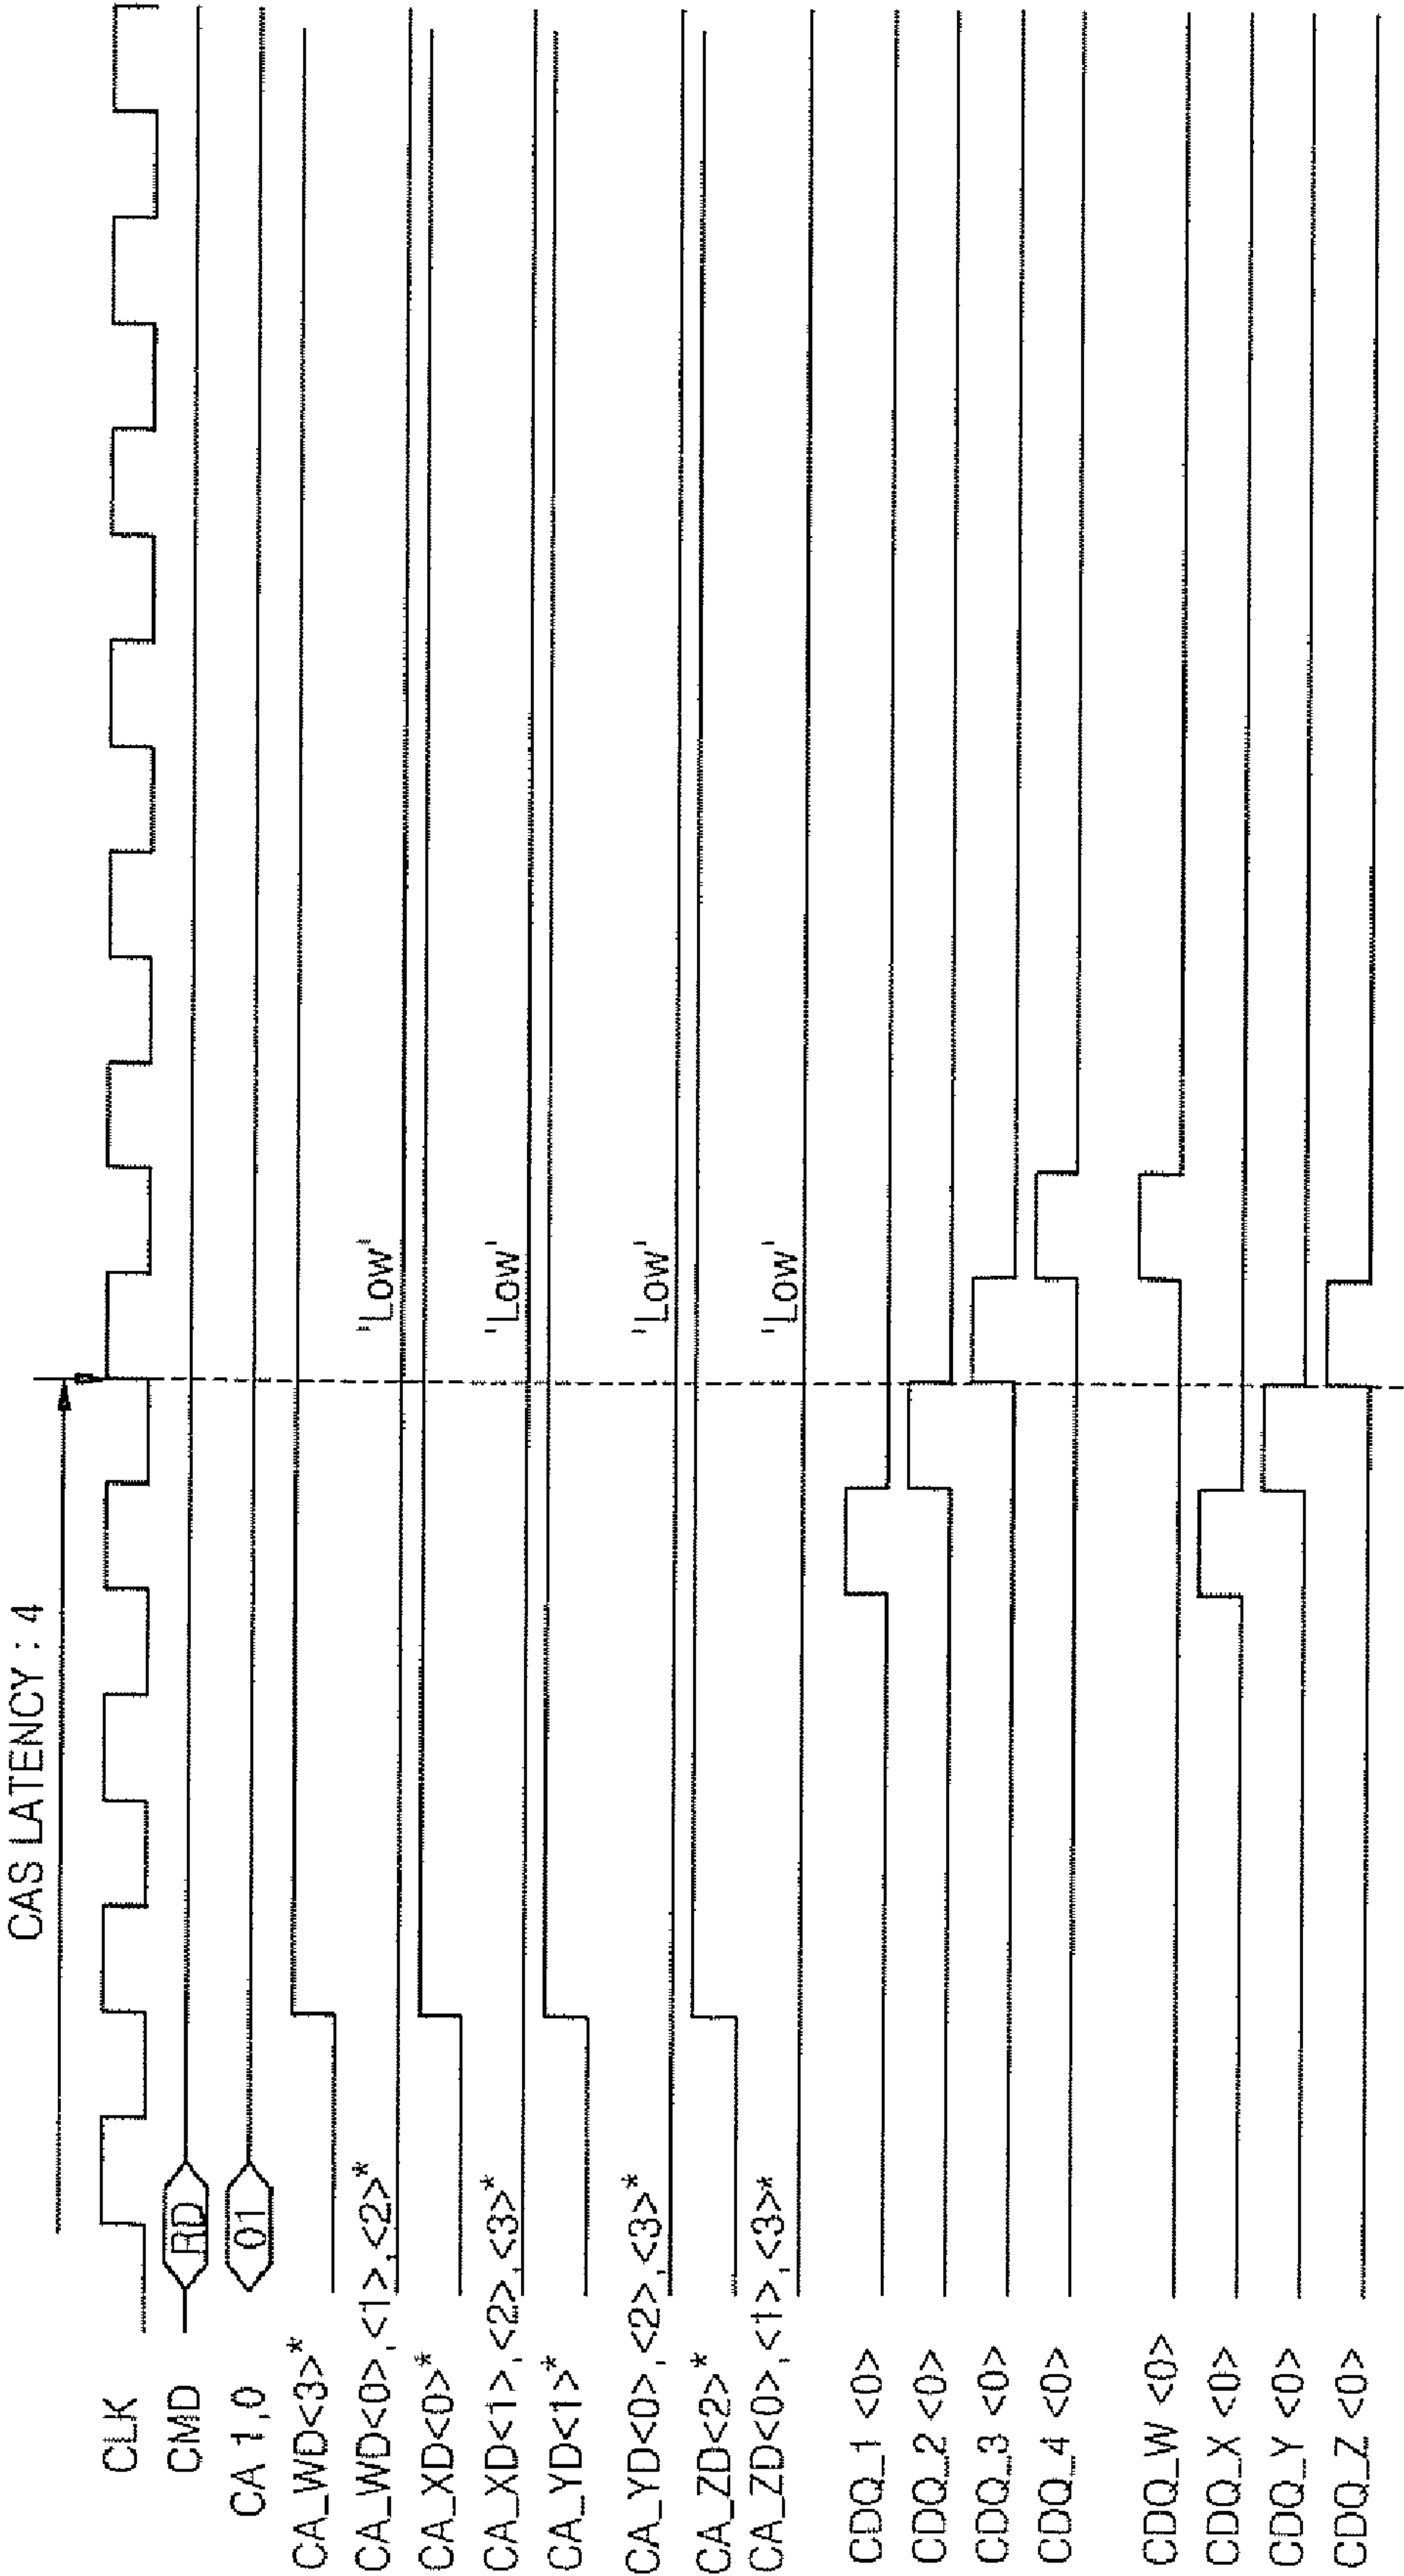 CAS LATENCY : 4
CLK
CMD
RD
CA 1,0
01
CA_WD<3>*
CA_WD<0>,<1>,<2>*
'Low'
CA_XD<0>*
CA_XD<1>,<2>,<3>*
'Low'
CA_YD<1>*
CA_YD<0>,<2>,<3>*
'Low'
CA_ZD<2>*
CA_ZD<0>,<1>,<3>*
'Low'
CDQ_1 <0>
CDQ_2 <0>
CDQ_3 <0>
CDQ_4 <0>
CDQ_W <0>
CDQ_X <0>
CDQ_Y <0>
CDQ_Z <0>